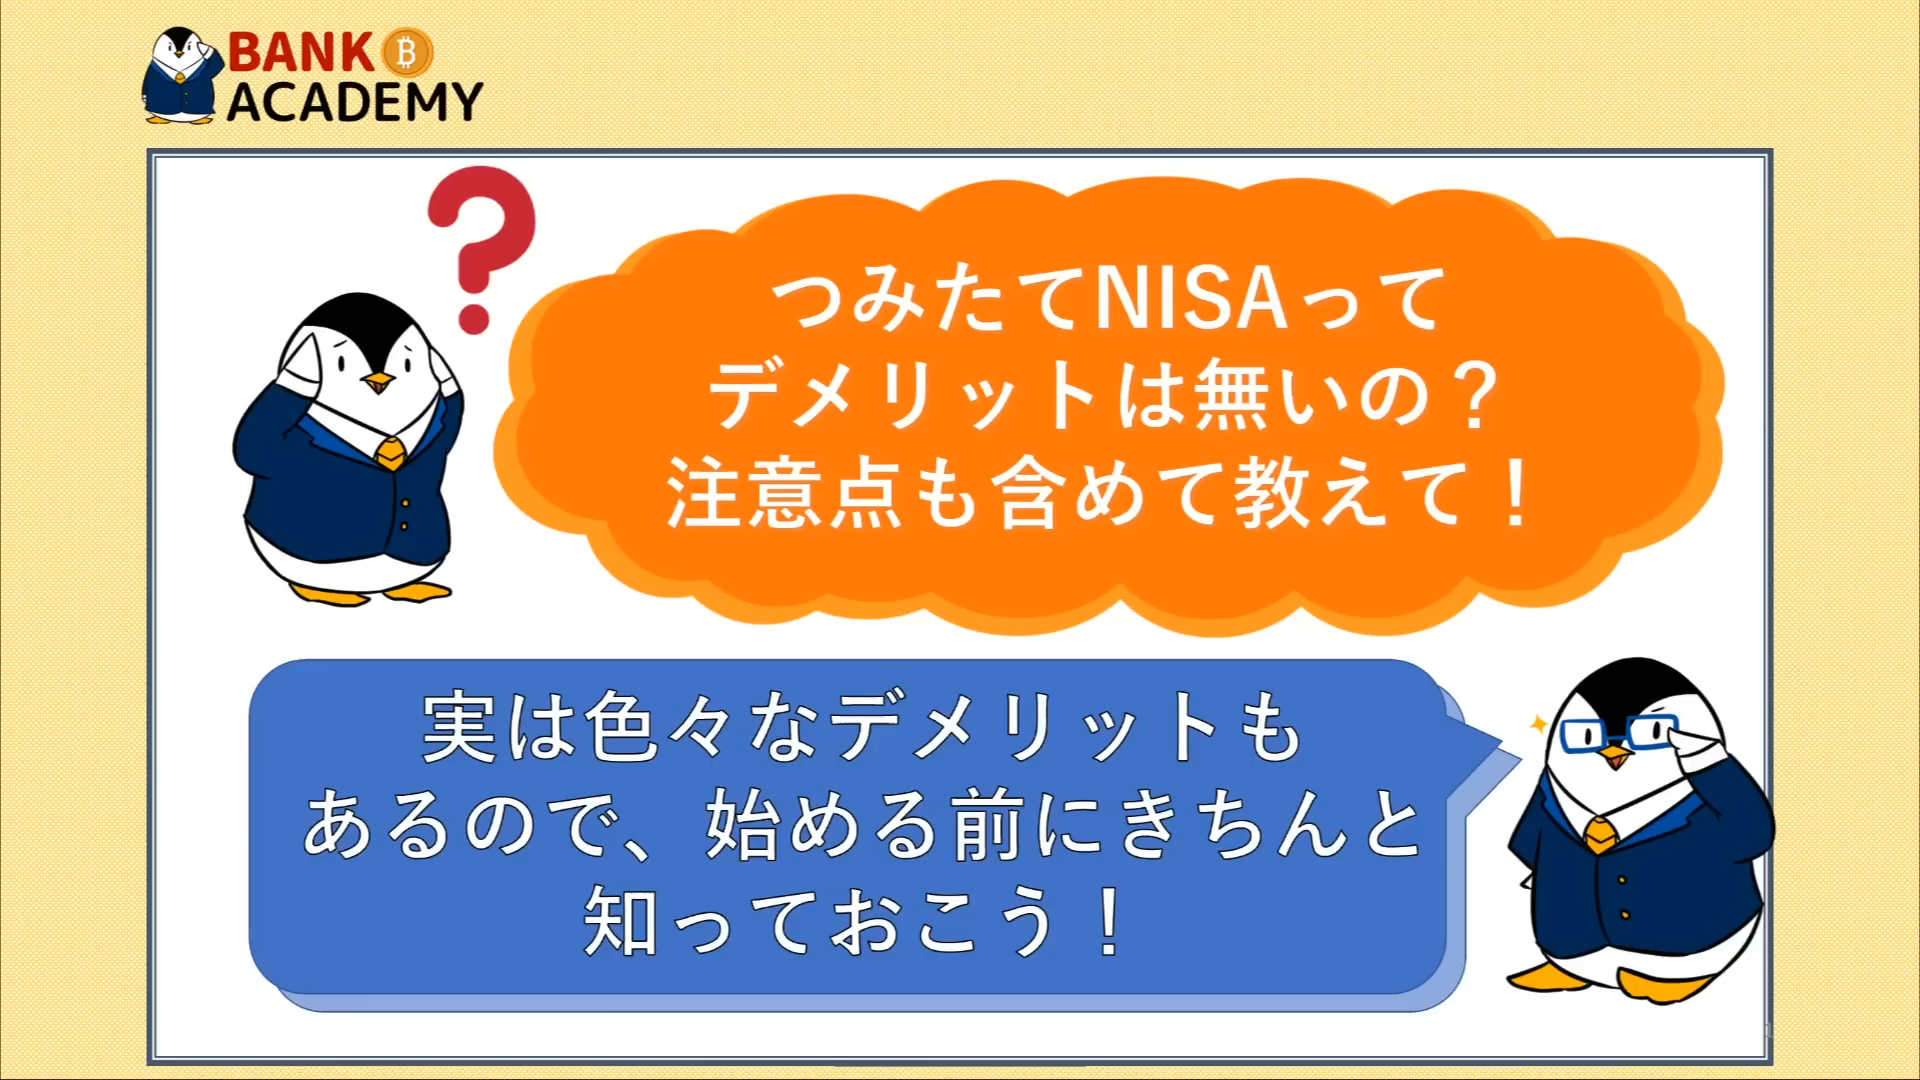 BANK
ACADEMY
つみたてNISAって
デメリットは無いの？
注意点も含めて教えて！
実は色々なデメリットも
あるので、始める前にきちんと
知っておこう！